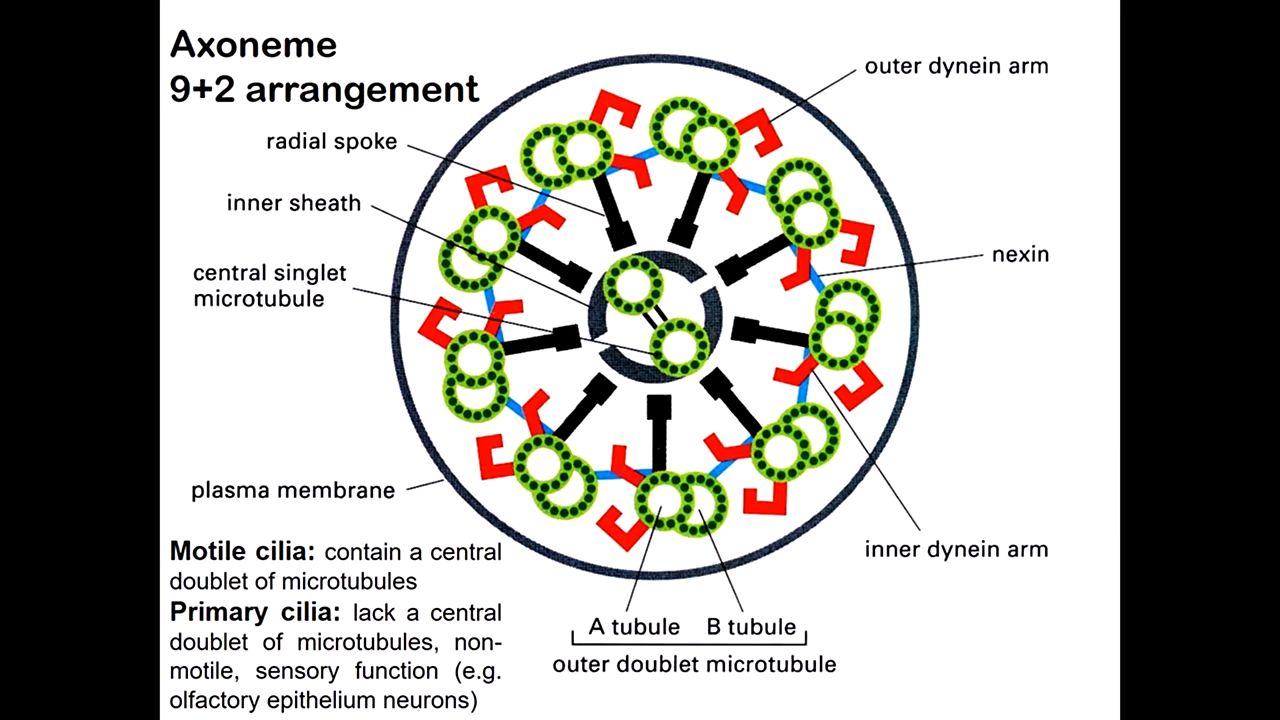 Axoneme
9+2 arrangement
outer dynein arm
radial spoke
inner sheath
nexin
central singlet
microtubule
plasma membrane
inner dynein arm
Motile cilia: contain a central
doublet of microtubules
Primary cilia: lack a central
doublet of microtubules, non-
motile, sensory function (e.g.
olfactory epithelium neurons)
A tubule B tubule
outer doublet microtubule